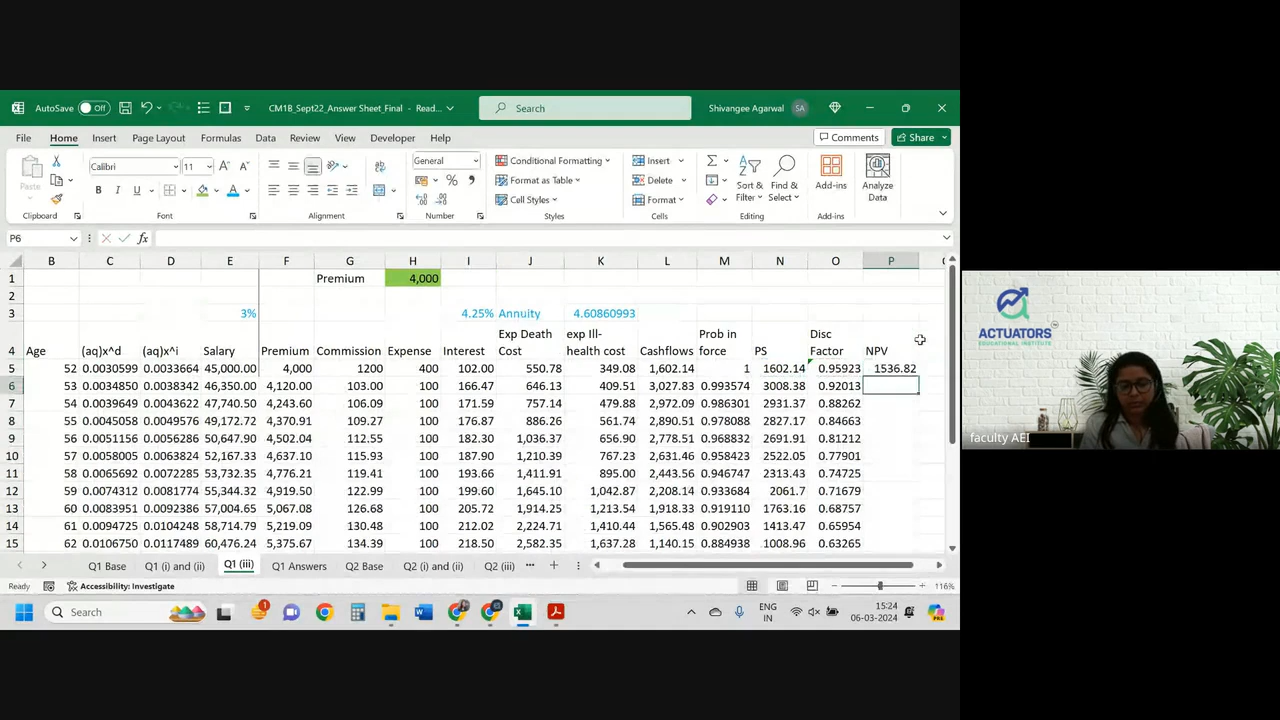 AutoSave Off CM1B_Sept22_Answer Sheet_Final - Read... Search Shivangee Agarwal SA
File Home Insert Page Layout Formulas Data Review View Developer Help Comments Share
Paste Calibri 11 General Conditional Formatting Insert
B I U Format as Table Delete Sort & Filter Find & Select Add-ins Analyze Data
Cell Styles Format
Clipboard Font Alignment Number Styles Cells Editing Add-ins
P6 fx
B C D E F G H I J K L M N O P
1 Premium 4,000
2
3 3% 4.25% Annuity 4.60860993
4 Age (aq)x^d (aq)x^i Salary Premium Commission Expense Interest Exp Death Cost exp Ill-health cost Cashflows Prob in force PS Disc Factor NPV
5 52 0.0030599 0.0033664 45,000.00 4,000 1200 400 102.00 550.78 349.08 1,602.14 1 1602.14 0.95923 1536.82
6 53 0.0034850 0.0038342 46,350.00 4,120.00 103.00 100 166.47 646.13 409.51 3,027.83 0.993574 3008.38 0.92013
7 54 0.0039649 0.0043622 47,740.50 4,243.60 106.09 100 171.59 757.14 479.88 2,972.09 0.986301 2931.37 0.88262
8 55 0.0045058 0.0049576 49,172.72 4,370.91 109.27 100 176.87 886.26 561.74 2,890.51 0.978088 2827.17 0.84663
9 56 0.0051156 0.0056286 50,647.90 4,502.04 112.55 100 182.30 1,036.37 656.90 2,778.51 0.968832 2691.91 0.81212
10 57 0.0058005 0.0063824 52,167.33 4,637.10 115.93 100 187.90 1,210.39 767.23 2,631.46 0.958423 2522.05 0.77901
11 58 0.0065692 0.0072285 53,732.35 4,776.21 119.41 100 193.66 1,411.91 895.00 2,443.56 0.946747 2313.43 0.74725
12 59 0.0074312 0.0081774 55,344.32 4,919.50 122.99 100 199.60 1,645.10 1,042.87 2,208.14 0.933684 2061.7 0.71679
13 60 0.0083951 0.0092386 57,004.65 5,067.08 126.68 100 205.72 1,914.25 1,213.54 1,918.33 0.919110 1763.16 0.68757
14 61 0.0094725 0.0104248 58,714.79 5,219.09 130.48 100 212.02 2,224.71 1,410.44 1,565.48 0.902903 1413.47 0.65954
15 62 0.0106750 0.0117489 60,476.24 5,375.67 134.39 100 218.50 2,582.35 1,637.28 1,140.15 0.884938 1008.96 0.63265
Q1 Base Q1 (i) and (ii) Q1 (iii) Q1 Answers Q2 Base Q2 (i) and (ii) Q2 (iii) ...
Ready Accessibility: Investigate 116%
Search 1 ENG IN 15:24 06-03-2024
ACTUATORS
EDUCATIONAL INSTITUTE
faculty AEI